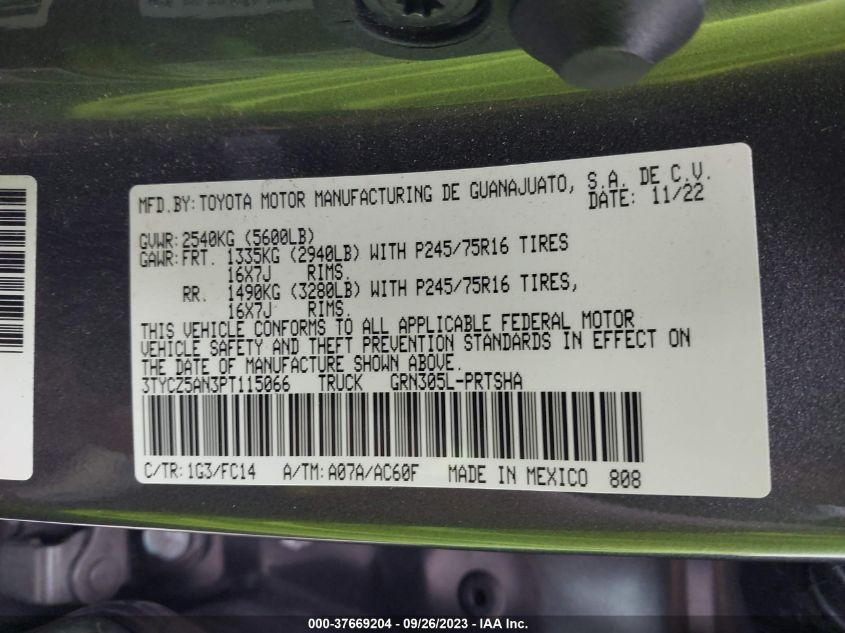 MFD.BY:TOYOTA MOTOR MANUFACTURING DE GUANAJUATO, S.A. DE C.V.
DATE: 11/22
GVWR:2540KG (5600LB)
GAWR:FRT. 1335KG (2940LB) WITH P245/75R16 TIRES
16X7J RIMS.
RR. 1490KG (3280LB) WITH P245/75R16 TIRES,
16X7J RIMS.
THIS VEHICLE CONFORMS TO ALL APPLICABLE FEDERAL MOTOR
VEHICLE SAFETY AND THEFT PREVENTION STANDARDS IN EFFECT ON
THE DATE OF MANUFACTURE SHOWN ABOVE.
3TYCZ5AN3PT115066 TRUCK GRN305L-PRTSHA
C/TR:1G3/FC14 A/TM:A07A/AC60F MADE IN MEXICO 808
000-37669204 - 09/26/2023 - IAAI Inc.